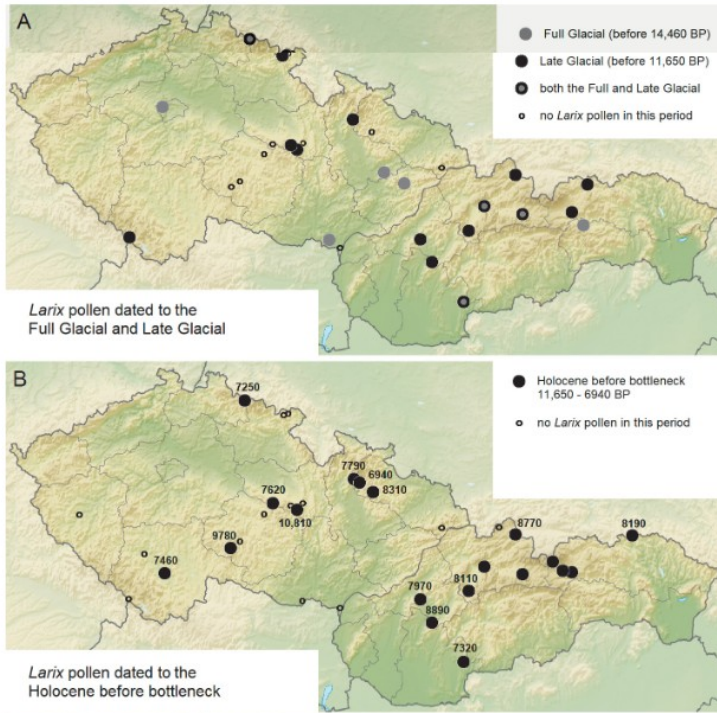 A
Full Glacial (before 14,460 BP)
Late Glacial (before 11,650 BP)
both the Full and Late Glacial
no Larix pollen in this period
Larix pollen dated to the
Full Glacial and Late Glacial
B
Holocene before bottleneck
11,650 - 6940 BP
no Larix pollen in this period
7250
7790
6940
8310
7620
10,810
9780
7460
8770
8190
8110
7970
8890
7320
Larix pollen dated to the
Holocene before bottleneck